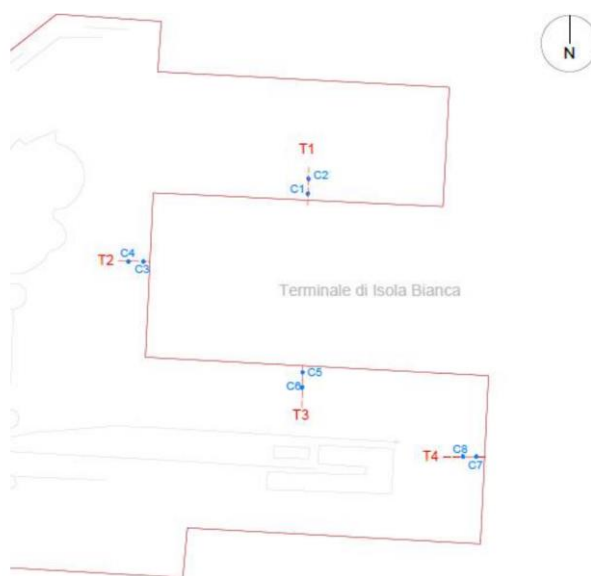 N
T1
C2
C1
C4
T2
C3
Terminale di Isola Bianca
C5
C6
T3
C8
T4
C7